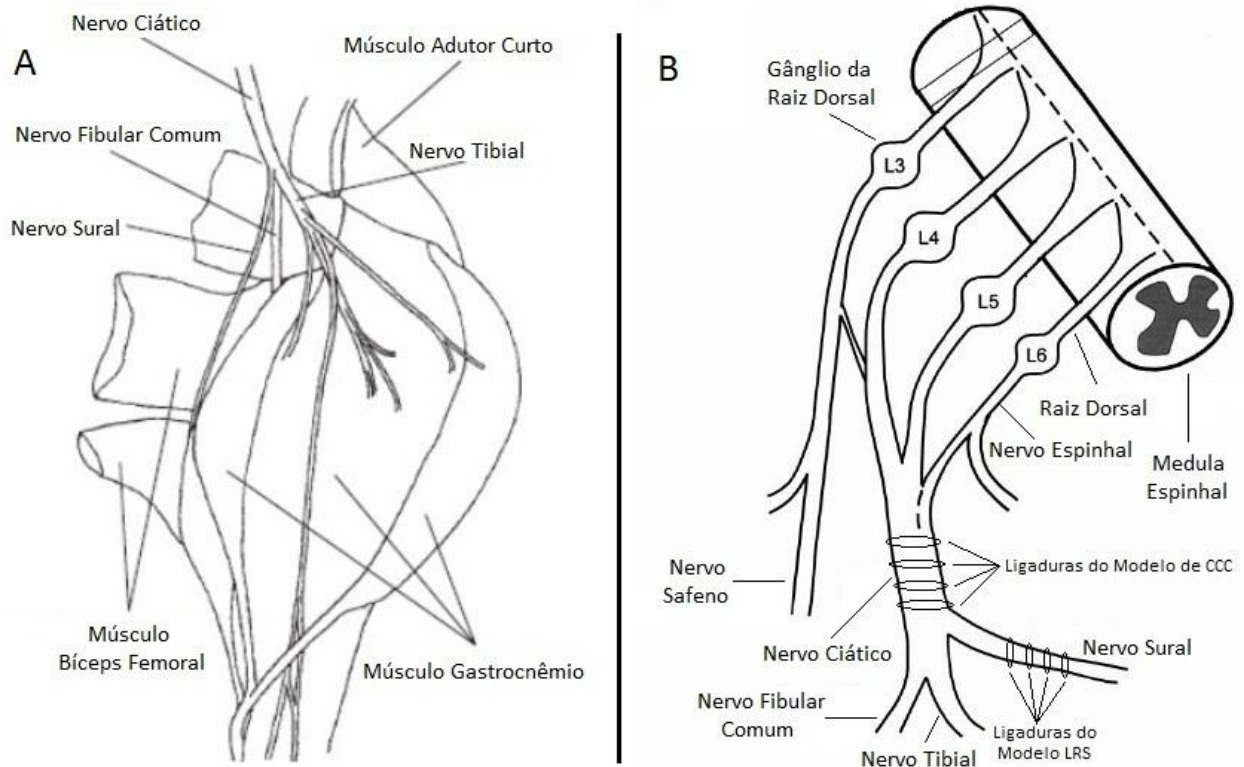 A
Nervo Ciático
Músculo Adutor Curto
Nervo Fibular Comum
Nervo Tibial
Nervo Sural
Músculo
Bíceps Femoral
Músculo Gastrocnêmio
B
Gânglio da
Raiz Dorsal
L3
L4
L5
L6
Raiz Dorsal
Nervo Espinhal
Medula
Espinhal
Nervo
Safeno
Ligaduras do Modelo de CCC
Nervo Ciático
Nervo Sural
Nervo Fibular
Comum
Nervo Tibial
Ligaduras do
Modelo LRS